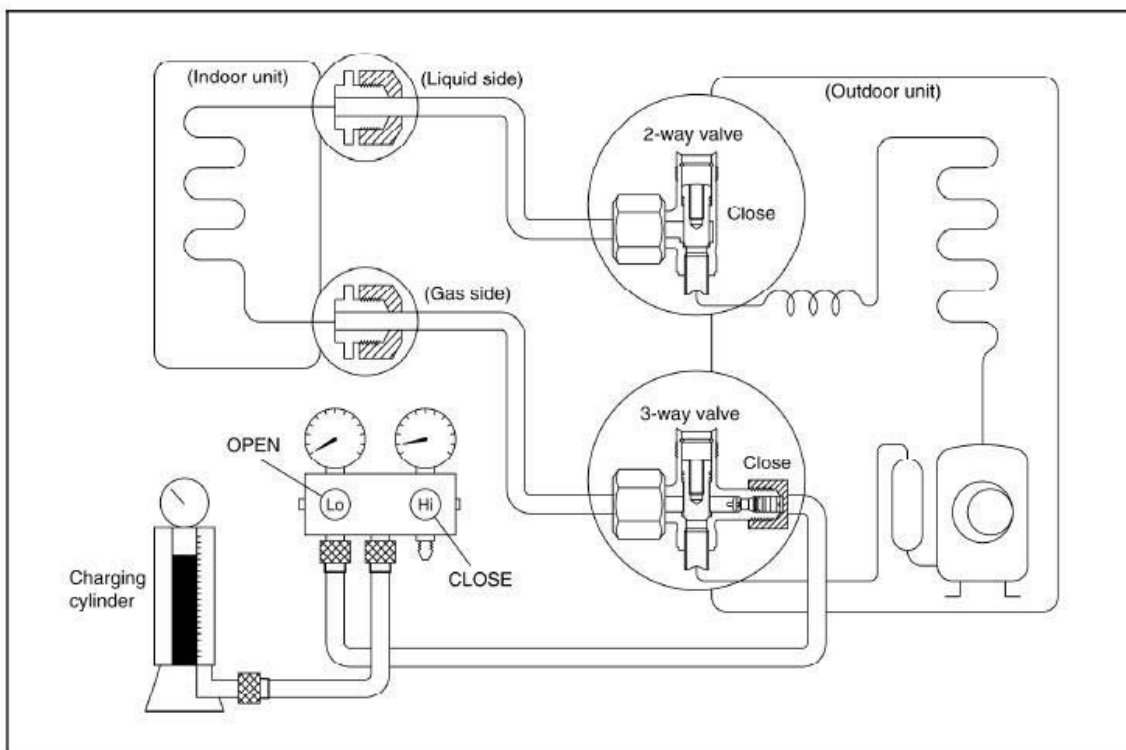 (Indoor unit)
(Liquid side)
(Outdoor unit)
2-way valve
Close
(Gas side)
3-way valve
Close
OPEN
Lo
Hi
CLOSE
Charging
cylinder